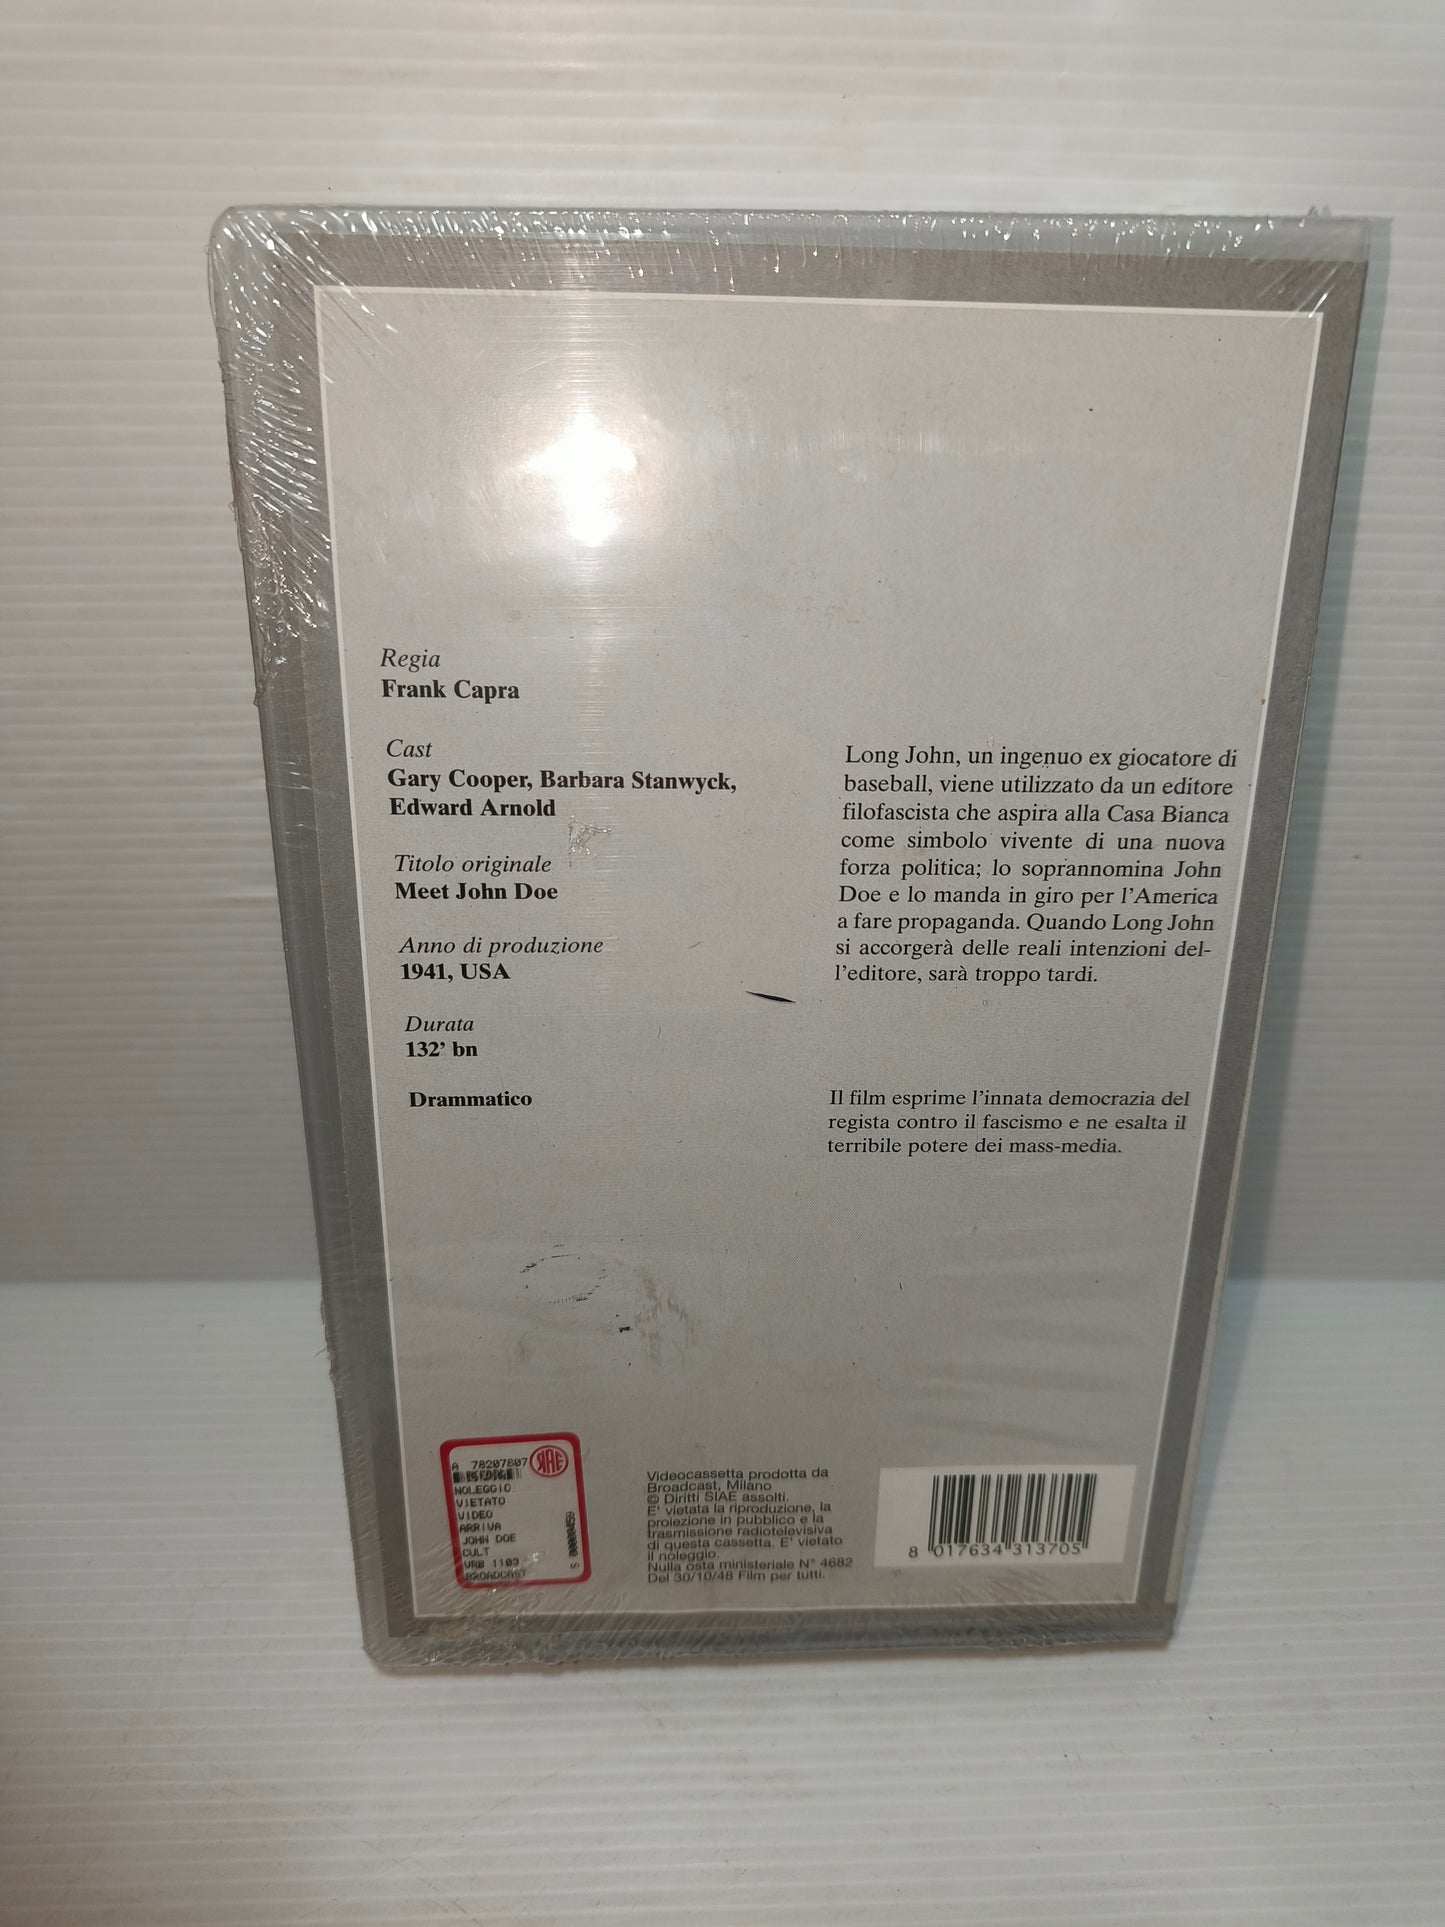 Regia
Frank Capra
Cast
Gary Cooper, Barbara Stanwyck,
Edward Arnold
Titolo originale
Meet John Doe
Anno di produzione
1941, USA
Durata
132' bn
Drammatico
Long John, un ingenuo ex giocatore di
baseball, viene utilizzato da un editore
filofascista che aspira alla Casa Bianca
come simbolo vivente di una nuova
forza politica; lo soprannomina John
Doe e lo manda in giro per l'America
a fare propaganda. Quando Long John
si accorgerà delle reali intenzioni del-
l'editore, sarà troppo tardi.
Il film esprime l'innata democrazia del
regista contro il fascismo e ne esalta il
terribile potere dei mass-media.
A 78207807
NOLEGGIO
VIETATO
VIDEO
ARRIVA
JOHN DOE
CULT
VRB 1103
BROADCAST
S 00000459
Videocassetta prodotta da
Broadcast, Milano
© Diritti SIAE assolti.
E' vietata la riproduzione, la
proiezione in pubblico e la
trasmissione radiotelevisiva
di questa cassetta. E' vietato
il noleggio.
Nulla osta ministeriale N° 4682
Del 30/10/48 Film per tutti.
8 017634 313705